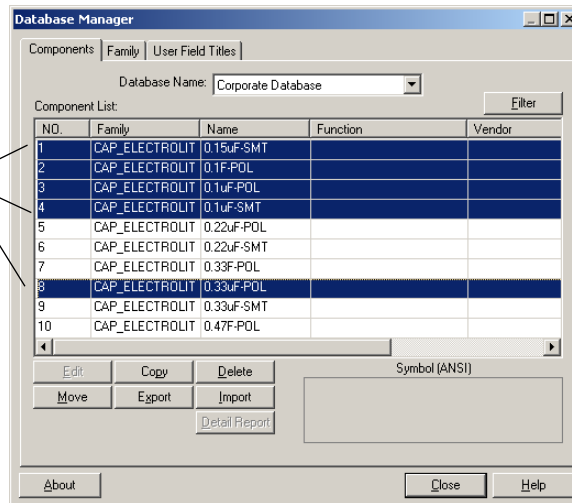 Database Manager
Components Family User Field Titles
Database Name: Corporate Database
Component List: Filter
NO. Family Name Function Vendor
1 CAP_ELECTROLIT 0.15uF-SMT
2 CAP_ELECTROLIT 0.1F-POL
3 CAP_ELECTROLIT 0.1uF-POL
4 CAP_ELECTROLIT 0.1uF-SMT
5 CAP_ELECTROLIT 0.22uF-POL
6 CAP_ELECTROLIT 0.22uF-SMT
7 CAP_ELECTROLIT 0.33F-POL
8 CAP_ELECTROLIT 0.33uF-POL
9 CAP_ELECTROLIT 0.33uF-SMT
10 CAP_ELECTROLIT 0.47F-POL
Edit Copy Delete Symbol (ANSI)
Move Export Import
Detail Report
About Close Help